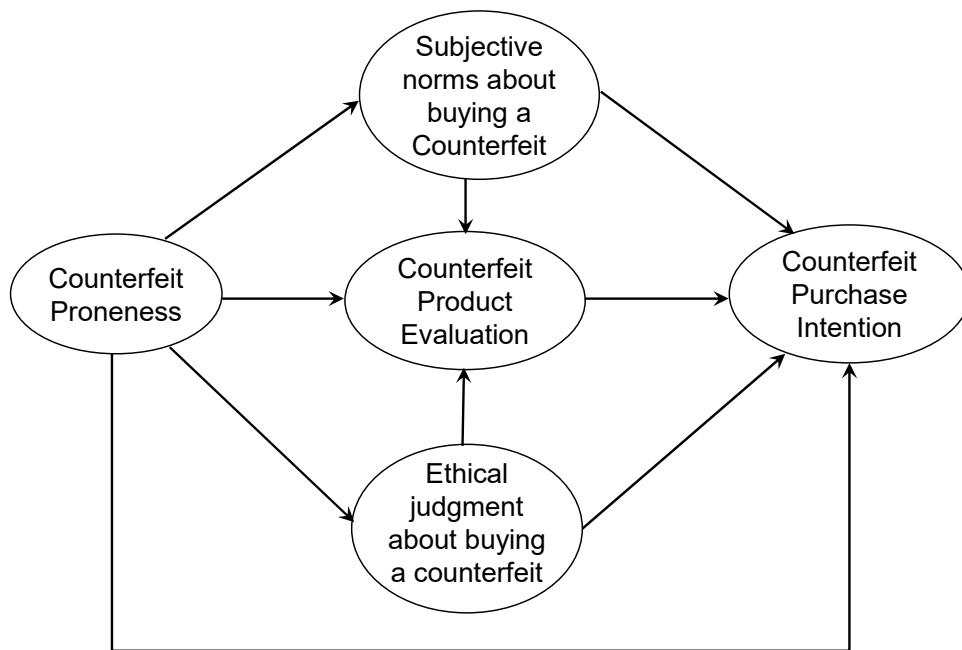 Subjective
norms about
buying a
Counterfeit
Counterfeit
Proneness
Counterfeit
Product
Evaluation
Counterfeit
Purchase
Intention
Ethical
judgment
about buying
a counterfeit